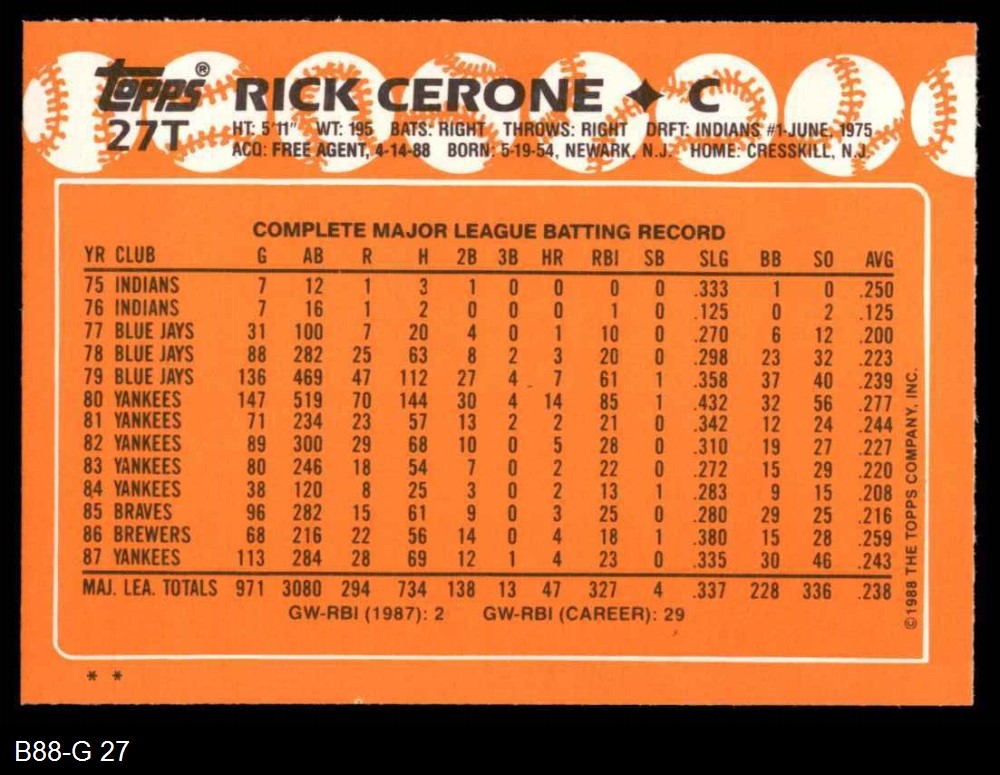 topps® RICK CERONE ✦ C
27T HT: 5'11" WT: 195 BATS: RIGHT THROWS: RIGHT DRFT: INDIANS #1-JUNE, 1975
ACQ: FREE AGENT, 4-14-88 BORN: 5-19-54, NEWARK, N.J. HOME: CRESSKILL, N.J.
COMPLETE MAJOR LEAGUE BATTING RECORD
YR CLUB G AB R H 2B 3B HR RBI SB SLG BB SO AVG
75 INDIANS 7 12 1 3 1 0 0 0 0 .333 1 0 .250
76 INDIANS 7 16 1 2 0 0 0 1 0 .125 0 2 .125
77 BLUE JAYS 31 100 7 20 4 0 1 10 0 .270 6 12 .200
78 BLUE JAYS 88 282 25 63 8 2 3 20 0 .298 23 32 .223
79 BLUE JAYS 136 469 47 112 27 4 7 61 1 .358 37 40 .239
80 YANKEES 147 519 70 144 30 4 14 85 1 .432 32 56 .277
81 YANKEES 71 234 23 57 13 2 2 21 0 .342 12 24 .244
82 YANKEES 89 300 29 68 10 0 5 28 0 .310 19 27 .227
83 YANKEES 80 246 18 54 7 0 2 22 0 .272 15 29 .220
84 YANKEES 38 120 8 25 3 0 2 13 1 .283 9 15 .208
85 BRAVES 96 282 15 61 9 0 3 25 0 .280 29 25 .216
86 BREWERS 68 216 22 56 14 0 4 18 1 .380 15 28 .259
87 YANKEES 113 284 28 69 12 1 4 23 0 .335 30 46 .243
MAJ. LEA. TOTALS 971 3080 294 734 138 13 47 327 4 .337 228 336 .238
GW-RBI (1987): 2 GW-RBI (CAREER): 29
©1988 THE TOPPS COMPANY, INC.
* *
B88-G 27